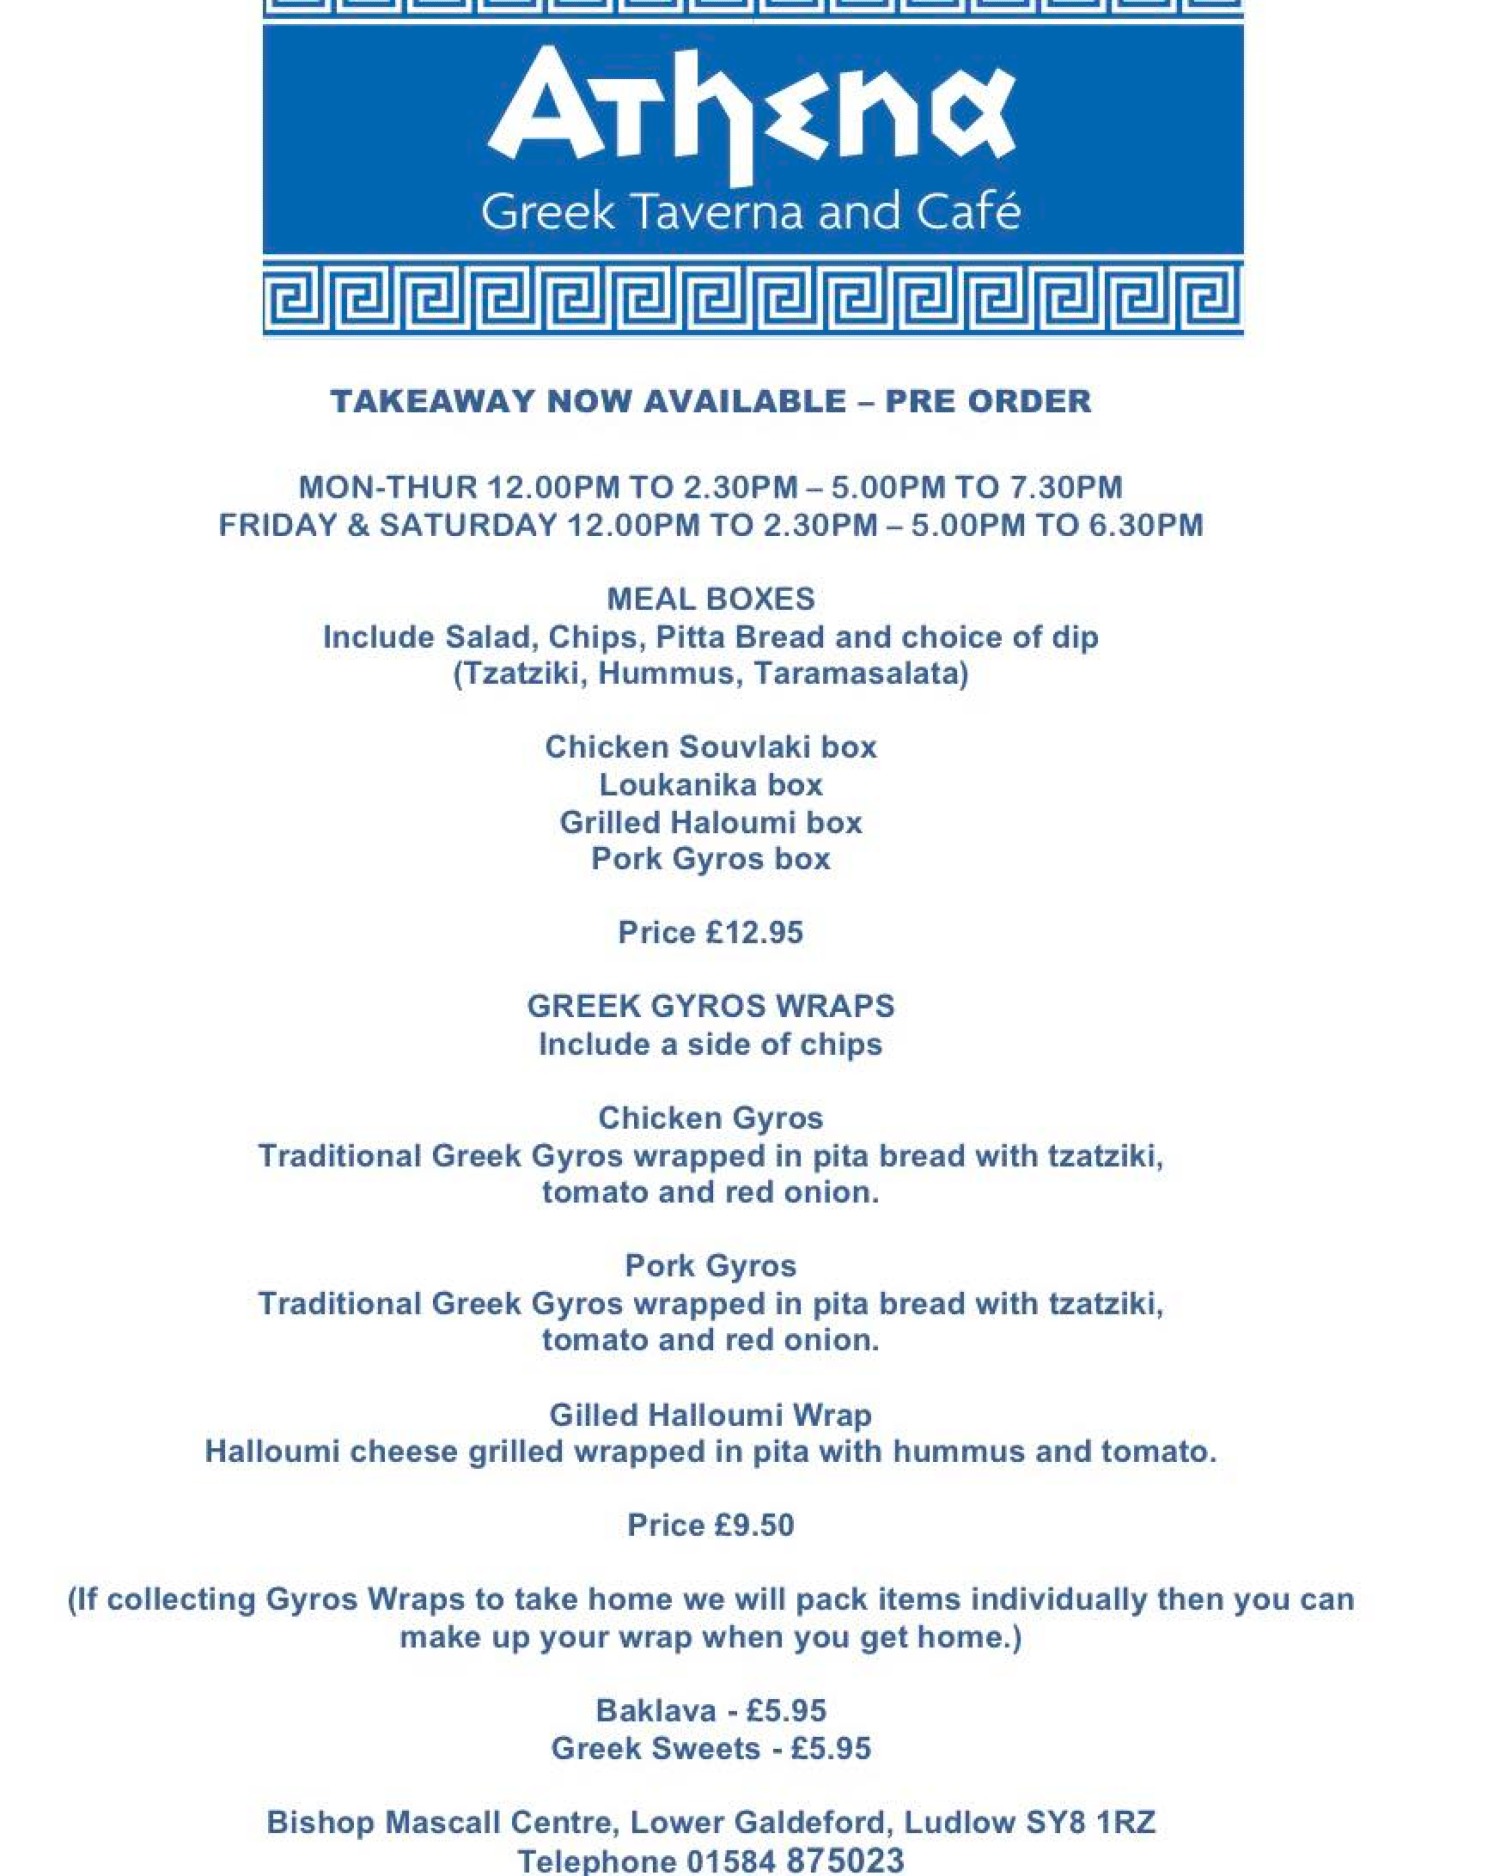 Athena
Greek Taverna and Café
TAKEAWAY NOW AVAILABLE – PRE ORDER
MON-THUR 12.00PM TO 2.30PM – 5.00PM TO 7.30PM
FRIDAY & SATURDAY 12.00PM TO 2.30PM – 5.00PM TO 6.30PM
MEAL BOXES
Include Salad, Chips, Pitta Bread and choice of dip
(Tzatziki, Hummus, Taramasalata)
Chicken Souvlaki box
Loukanika box
Grilled Haloumi box
Pork Gyros box
Price £12.95
GREEK GYROS WRAPS
Include a side of chips
Chicken Gyros
Traditional Greek Gyros wrapped in pita bread with tzatziki,
tomato and red onion.
Pork Gyros
Traditional Greek Gyros wrapped in pita bread with tzatziki,
tomato and red onion.
Gilled Halloumi Wrap
Halloumi cheese grilled wrapped in pita with hummus and tomato.
Price £9.50
(If collecting Gyros Wraps to take home we will pack items individually then you can
make up your wrap when you get home.)
Baklava - £5.95
Greek Sweets - £5.95
Bishop Mascall Centre, Lower Galdeford, Ludlow SY8 1RZ
Telephone 01584 875023